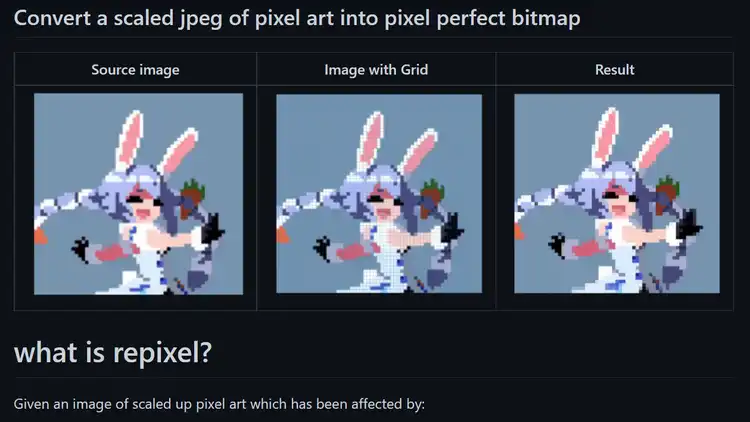 Convert a scaled jpeg of pixel art into pixel perfect bitmap
Source image
Image with Grid
Result
what is repixel?
Given an image of scaled up pixel art which has been affected by: